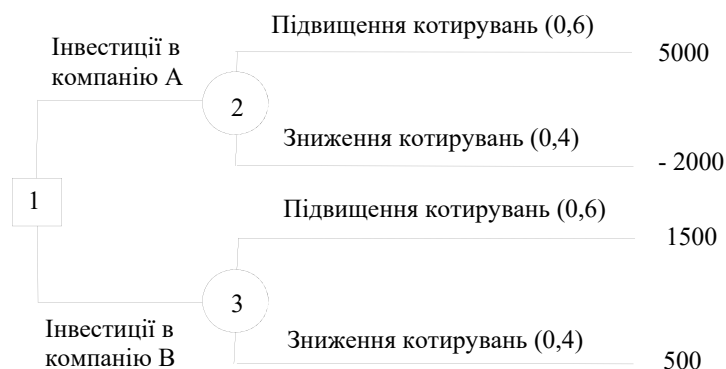 Підвищення котирувань (0,6)
5000
Інвестиції в
компанію А
2
Зниження котирувань (0,4)
- 2000
1
Підвищення котирувань (0,6)
1500
3
Інвестиції в
компанію В
Зниження котирувань (0,4)
500